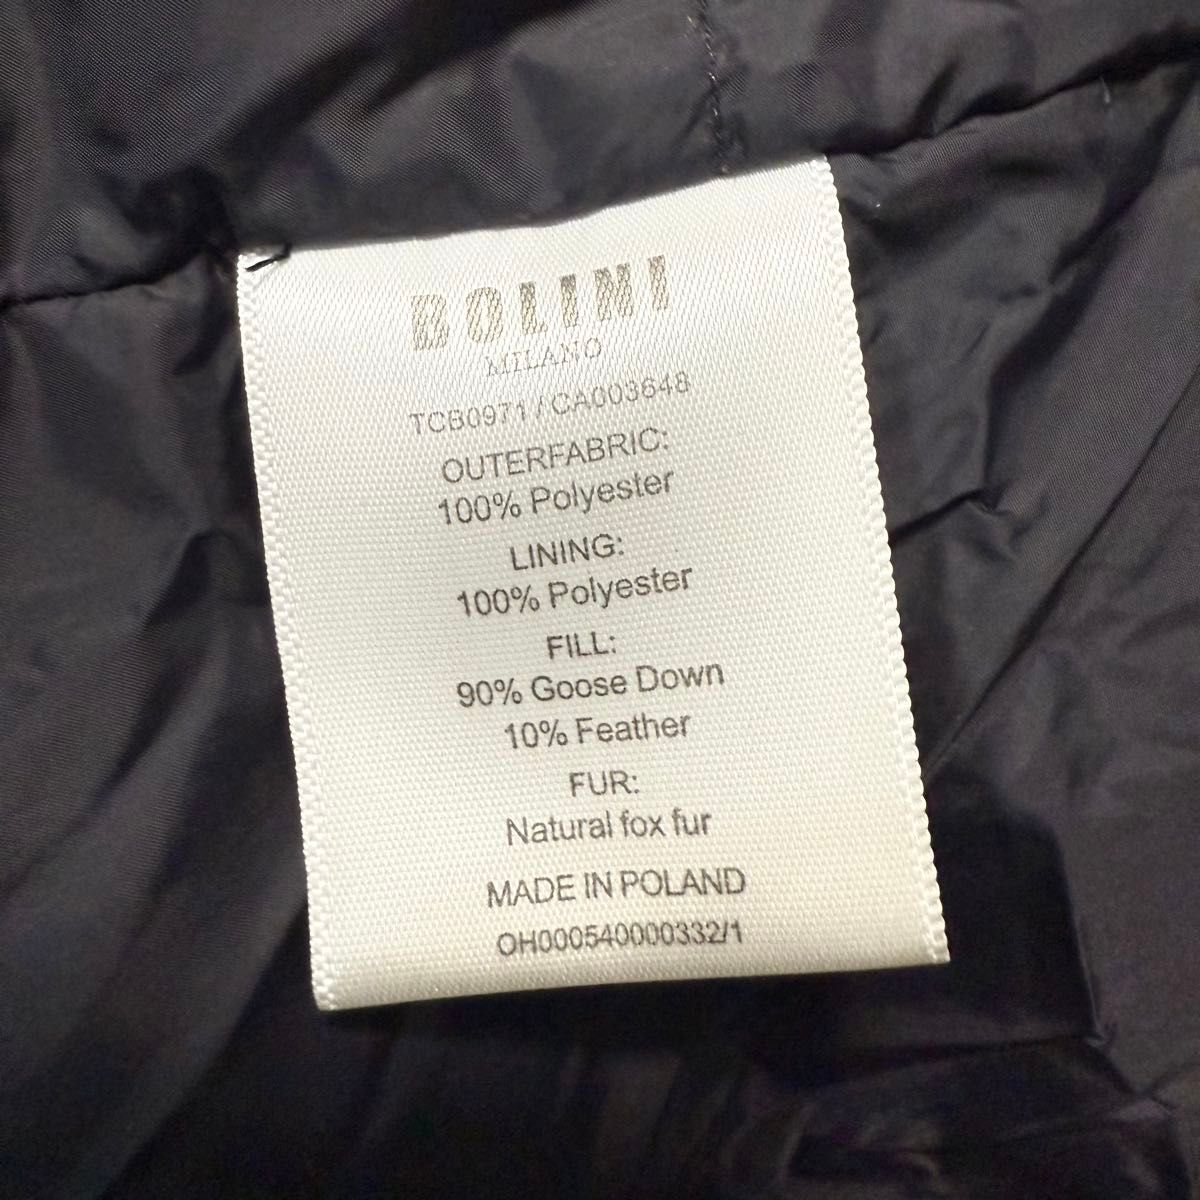 BOLINI
MILANO
TCB0971 / CA003648
OUTERFABRIC:
100% Polyester
LINING:
100% Polyester
FILL:
90% Goose Down
10% Feather
FUR:
Natural fox fur
MADE IN POLAND
OH000540000332/1